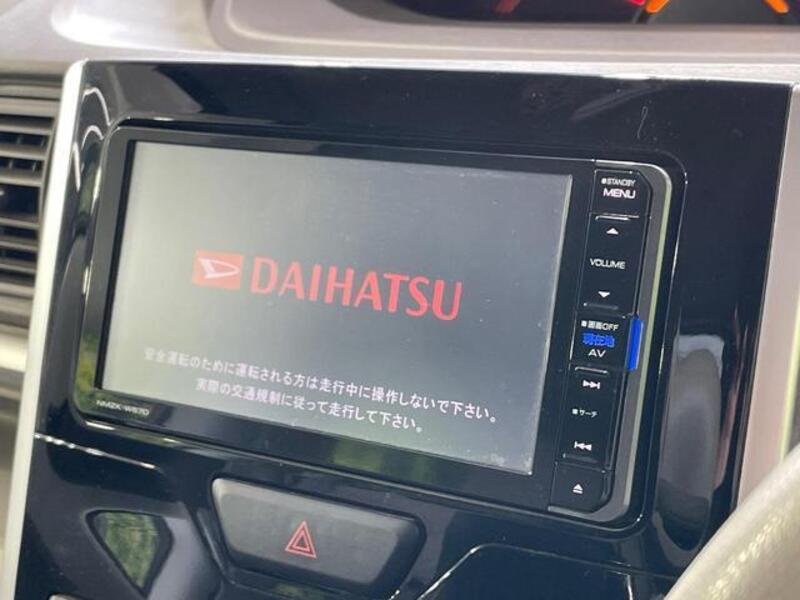 DAIHATSU
安全運転のために運転される方は走行中に操作しないで下さい。
実際の交通規制に従って走行して下さい。
NMZK-W67D
STANDBY
MENU
VOLUME
画面OFF
現在地
AV
サーチ